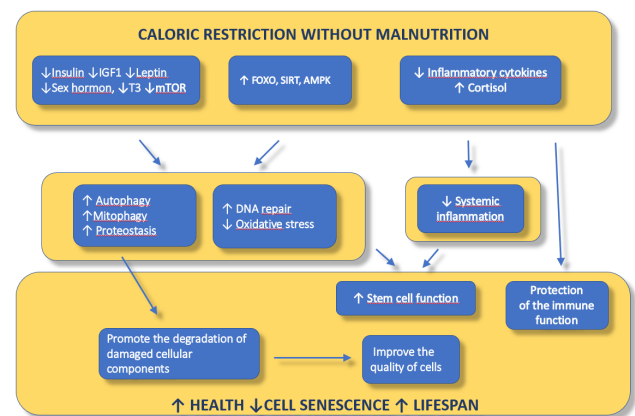 CALORIC RESTRICTION WITHOUT MALNUTRITION
↓Insulin ↓IGF1 ↓Leptin
↓Sex hormon, ↓T3 ↓mTOR
↑ FOXO, SIRT, AMPK
↓ Inflammatory cytokines
↑ Cortisol
↑ Autophagy
↑Mitophagy
↑ Proteostasis
↑ DNA repair
↓ Oxidative stress
↓ Systemic
inflammation
↑ Stem cell function
Protection
of the immune
function
Promote the degradation of
damaged cellular
components
Improve the
quality of cells
↑ HEALTH ↓CELL SENESCENCE ↑ LIFESPAN